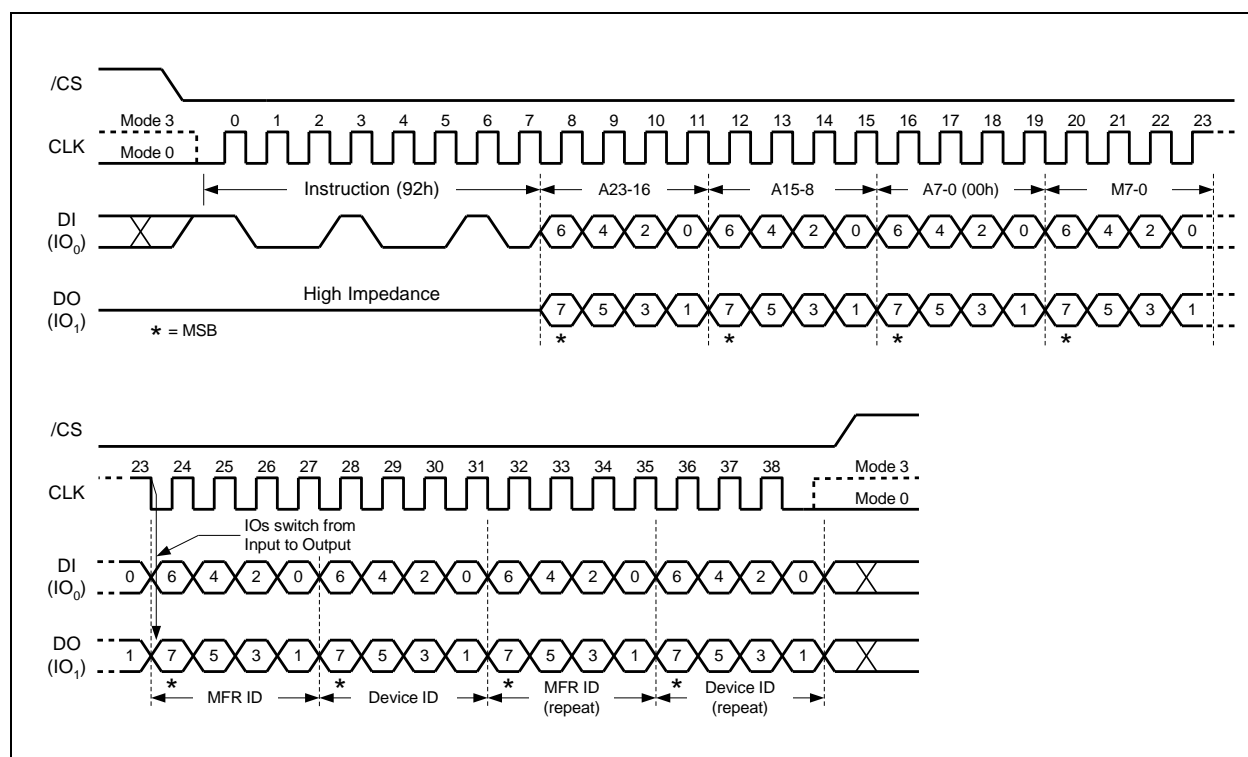 /CS
Mode 3
0 1 2 3 4 5 6 7 8 9 10 11 12 13 14 15 16 17 18 19 20 21 22 23
CLK
Mode 0
Instruction (92h) A23-16 A15-8 A7-0 (00h) M7-0
DI
(IO0)
6 4 2 0 6 4 2 0 6 4 2 0 6 4 2 0
High Impedance
DO
(IO1)
7 5 3 1 7 5 3 1 7 5 3 1 7 5 3 1
* = MSB
* * * *
/CS
23 24 25 26 27 28 29 30 31 32 33 34 35 36 37 38
Mode 3
CLK
Mode 0
IOs switch from
Input to Output
DI
(IO0)
0 6 4 2 0 6 4 2 0 6 4 2 0 6 4 2 0
DO
(IO1)
1 7 5 3 1 7 5 3 1 7 5 3 1 7 5 3 1
* * * *
MFR ID Device ID MFR ID
(repeat)
Device ID
(repeat)